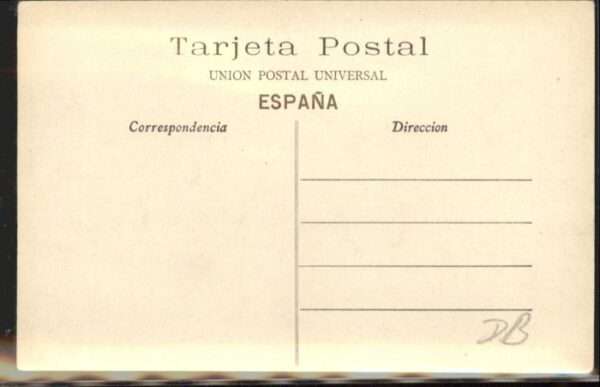 Tarjeta Postal
UNION POSTAL UNIVERSAL
ESPAÑA
Correspondencia
Direccion
DB